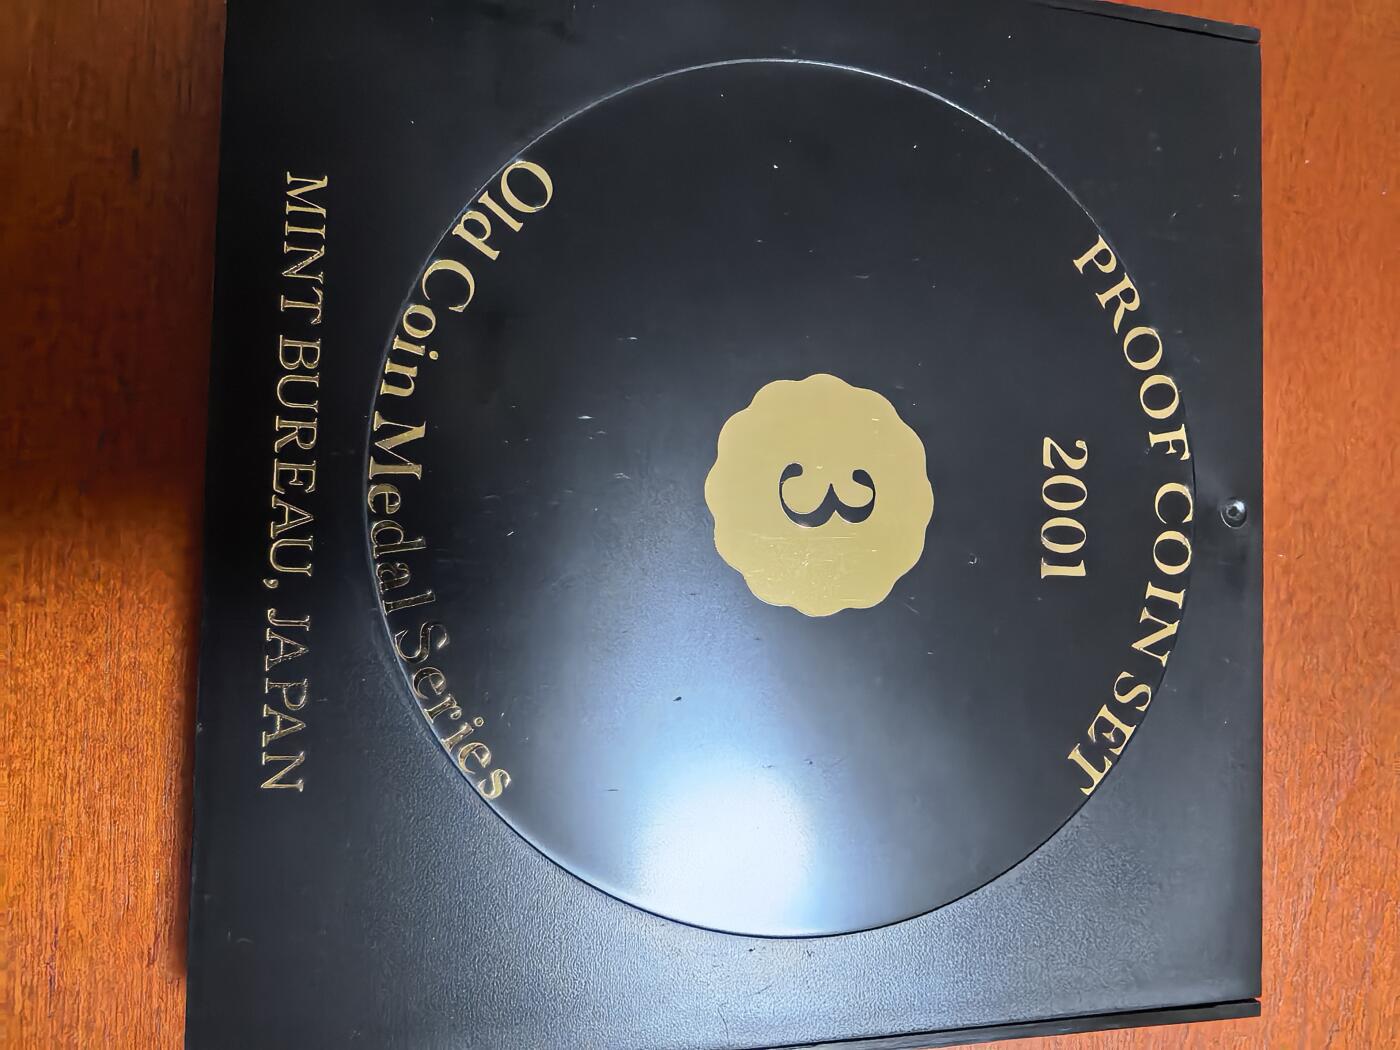 PROOF COIN SET
2001
3
Old Coin Medal Series
MINT BUREAU, JAPAN